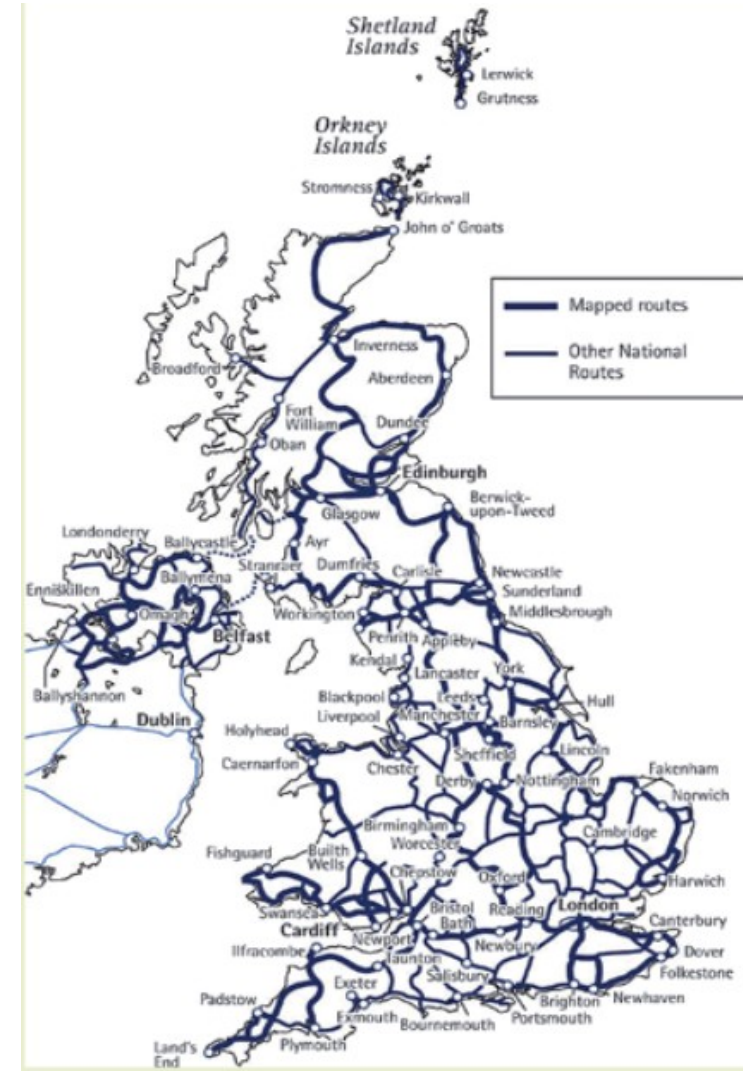 Shetland
Islands
Lerwick
Grutness
Orkney
Islands
Stromness
Kirkwall
John o' Groats
Mapped routes
Other National
Routes
Inverness
Broadford
Aberdeen
Fort
William
Dundee
Oban
Edinburgh
Berwick-
upon-Tweed
Glasgow
Londonderry
Ballycastle
Ayr
Stranraer
Dumfries
Carlisle
Newcastle
Ballymena
Sunderland
Enniskillen
Omagh
Workington
Middlesbrough
Belfast
Penrith
Appleby
Kendal
York
Lancaster
Ballyshannon
Blackpool
Leeds
Hull
Dublin
Liverpool
Manchester
Barnsley
Holyhead
Lincoln
Sheffield
Caernarfon
Chester
Fakenham
Derby
Nottingham
Norwich
Birmingham
Cambridge
Worcester
Fishguard
Builth
Wells
Chepstow
Oxford
Harwich
Swansea
Bristol
Reading
London
Bath
Canterbury
Cardiff
Newport
Newbury
Dover
Ilfracombe
Taunton
Folkestone
Salisbury
Exeter
Brighton
Newhaven
Padstow
Exmouth
Bournemouth
Portsmouth
Plymouth
Land's
End